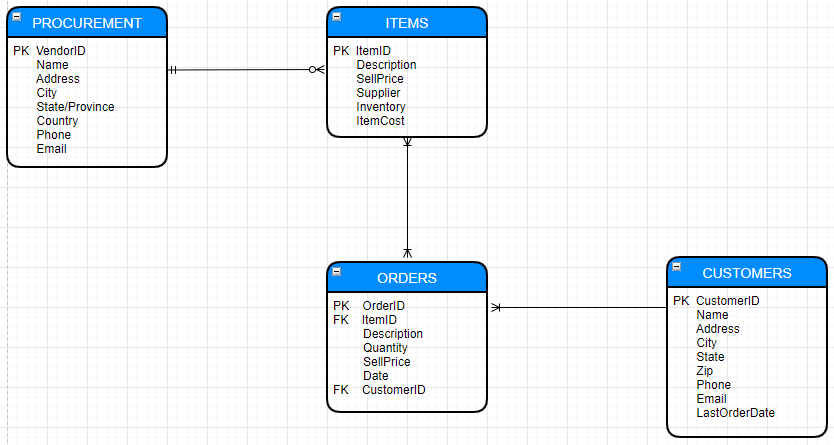 PROCUREMENT
PK VendorID
Name
Address
City
State/Province
Country
Phone
Email
ITEMS
PK ItemID
Description
SellPrice
Supplier
Inventory
ItemCost
ORDERS
PK OrderID
FK ItemID
Description
Quantity
SellPrice
Date
FK CustomerID
CUSTOMERS
PK CustomerID
Name
Address
City
State
Zip
Phone
Email
LastOrderDate